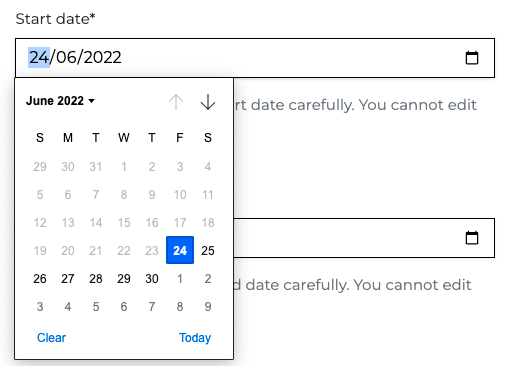 Start date*
24/06/2022
June 2022
rt date carefully. You cannot edit
S M T W T F S
29 30 31 1 2 3 4
5 6 7 8 9 10 11
12 13 14 15 16 17 18
19 20 21 22 23 24 25
26 27 28 29 30 1 2
d date carefully. You cannot edit
3 4 5 6 7 8 9
Clear Today